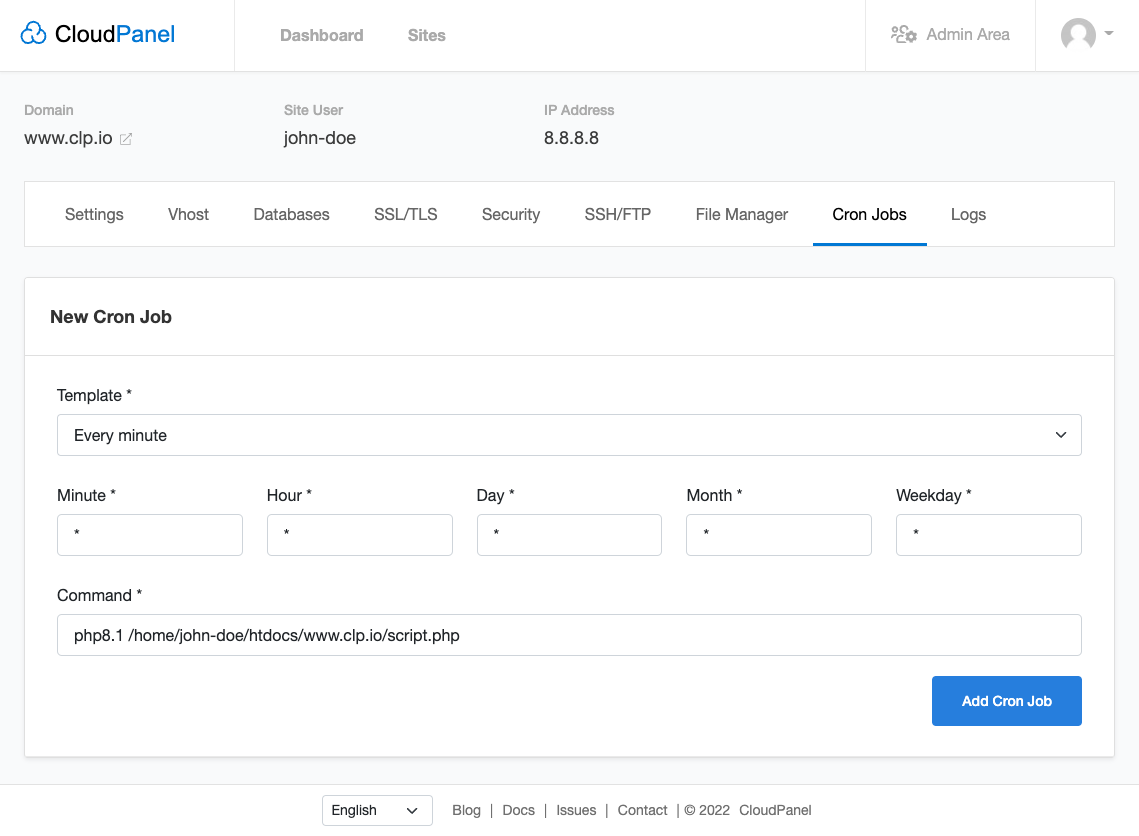 CloudPanel Dashboard Sites Admin Area
Domain Site User IP Address
www.clp.io john-doe 8.8.8.8
Settings Vhost Databases SSL/TLS Security SSH/FTP File Manager Cron Jobs Logs
New Cron Job
Template *
Every minute
Minute * Hour * Day * Month * Weekday *
* * * * *
Command *
php8.1 /home/john-doe/htdocs/www.clp.io/script.php
Add Cron Job
English Blog | Docs | Issues | Contact | © 2022 CloudPanel